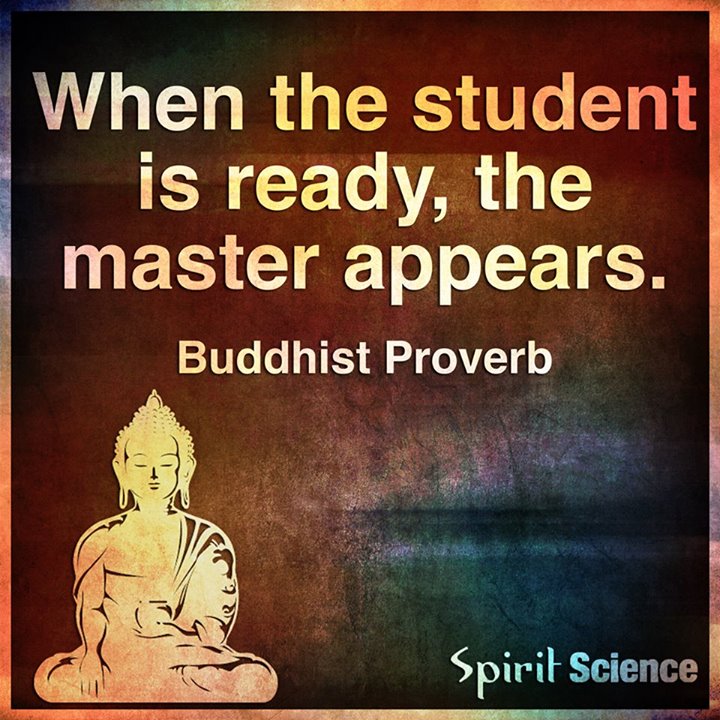 When the student
is ready, the
master appears.
Buddhist Proverb
Spirit Science